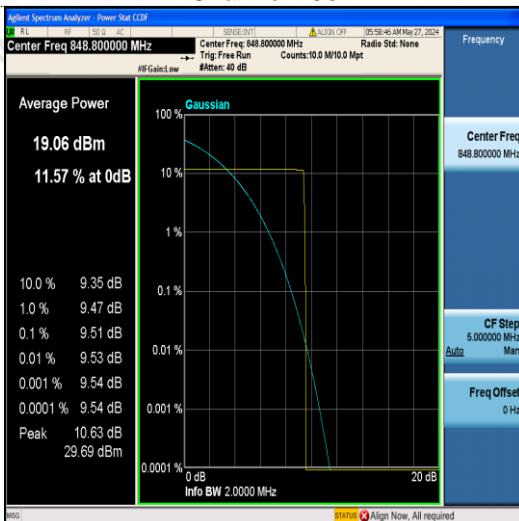 Agilent Spectrum Analyzer - Power Stat CCDF
RL RF 50 Ω AC SENSE:INT ALIGN OFF 05:58:46 AM May 27, 2024
Center Freq 848.800000 MHz
Center Freq: 848.800000 MHz Radio Std: None
Trig: Free Run Counts:10.0 M/10.0 Mpt
#IFGain:Low #Atten: 40 dB
Frequency
Average Power
19.06 dBm
11.57 % at 0dB
10.0 % 9.35 dB
1.0 % 9.47 dB
0.1 % 9.51 dB
0.01 % 9.53 dB
0.001 % 9.54 dB
0.0001 % 9.54 dB
Peak 10.63 dB
29.69 dBm
Gaussian
100 %
10 %
1 %
0.1 %
0.01 %
0.001 %
0.0001 %
0 dB 20 dB
Info BW 2.0000 MHz
Center Freq
848.800000 MHz
CF Step
5.000000 MHz
Auto Man
Freq Offset
0 Hz
MSG STATUS Align Now, All required